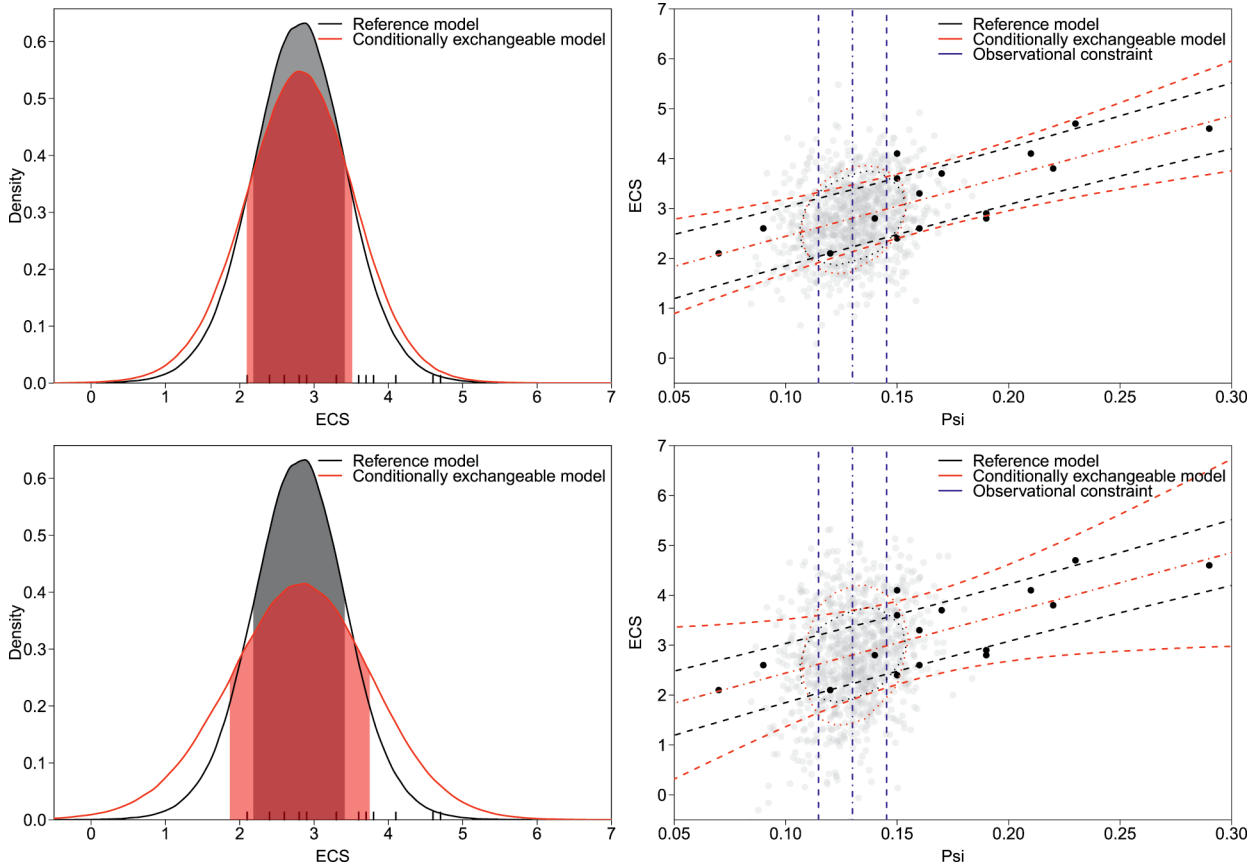 Reference model
Conditionally exchangeable model
Density
0.6
0.5
0.4
0.3
0.2
0.1
0.0
0 1 2 3 4 5 6 7
ECS
Reference model
Conditionally exchangeable model
Observational constraint
ECS
7
6
5
4
3
2
1
0
0.05 0.10 0.15 0.20 0.25 0.30
Psi
Reference model
Conditionally exchangeable model
Density
0.6
0.5
0.4
0.3
0.2
0.1
0.0
0 1 2 3 4 5 6 7
ECS
Reference model
Conditionally exchangeable model
Observational constraint
ECS
7
6
5
4
3
2
1
0
0.05 0.10 0.15 0.20 0.25 0.30
Psi